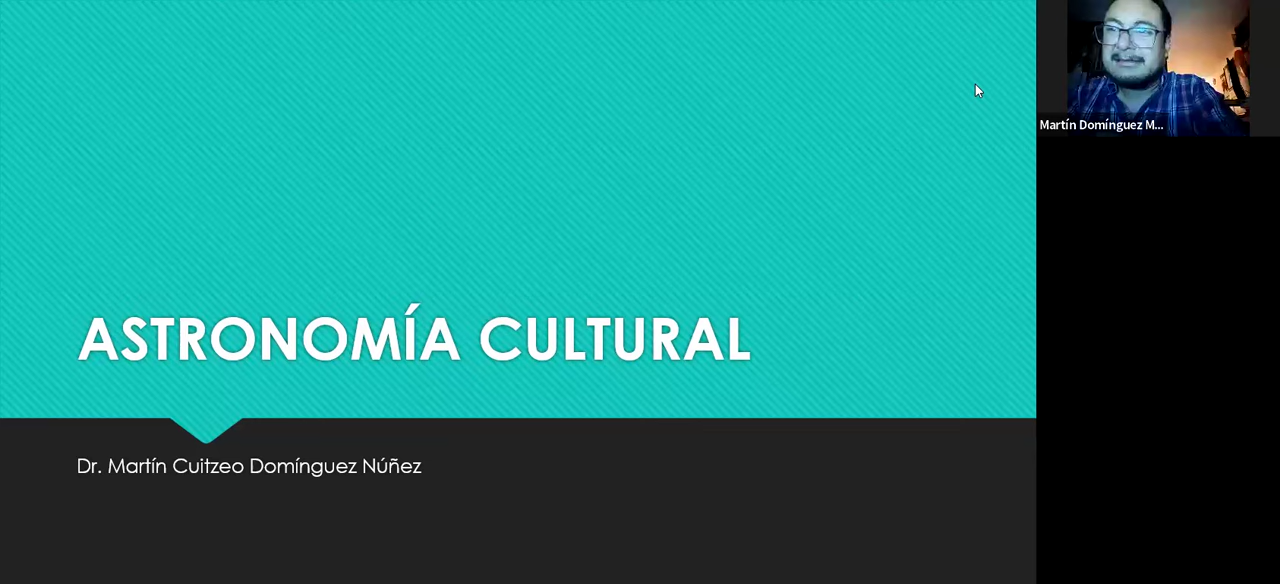 ASTRONOMÍA CULTURAL
Dr. Martín Cuitzeo Domínguez Núñez
Martín Domínguez M...